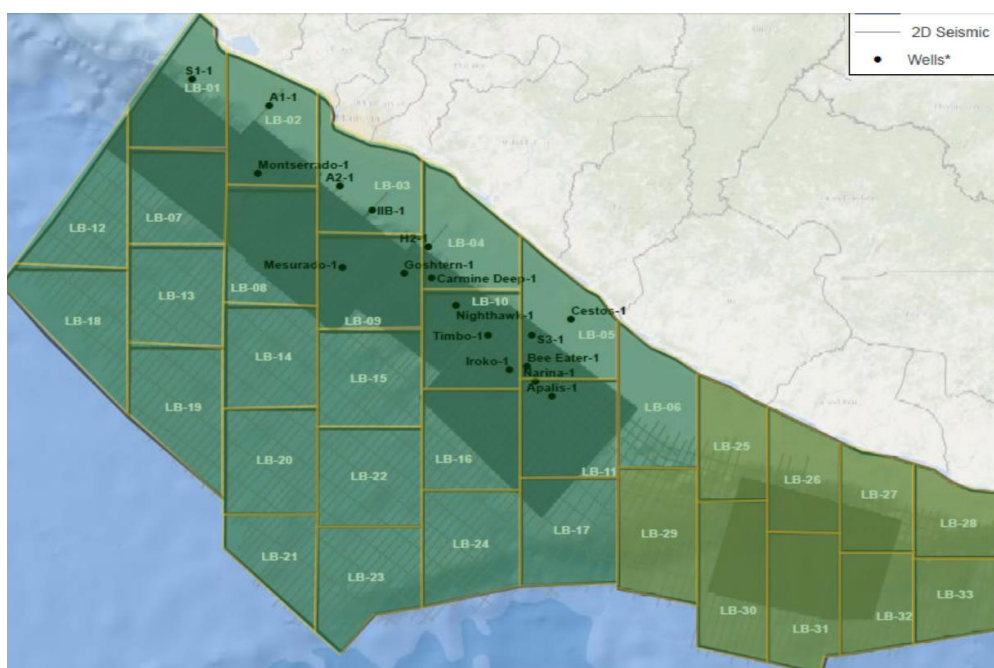 2D Seismic
Wells*
S1-1
LB-01
A1-1
LB-02
Montserrado-1
A2-1
LB-03
IIB-1
LB-12
LB-07
H2-1
LB-04
Mesurado-1
Goshtern-1
Carmine Deep-1
LB-13
LB-08
LB-10
Nighthawk-1
Cestos-1
LB-18
LB-09
Timbo-1
S3-1
LB-05
LB-14
Iroko-1
Bee Eater-1
Narina-1
LB-15
Apalis-1
LB-19
LB-06
LB-25
LB-20
LB-22
LB-16
LB-11
LB-26
LB-27
LB-21
LB-24
LB-17
LB-29
LB-28
LB-23
LB-30
LB-31
LB-32
LB-33